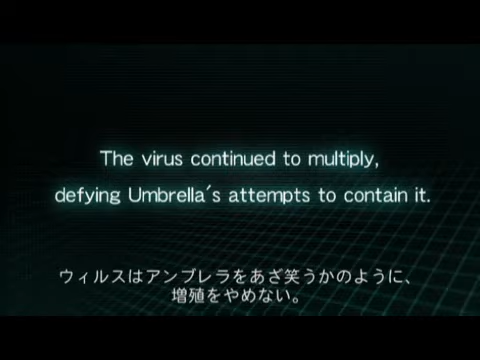 The virus continued to multiply,
defying Umbrella's attempts to contain it.
ウィルスはアンブレラをあざ笑うかのように、
増殖をやめない。